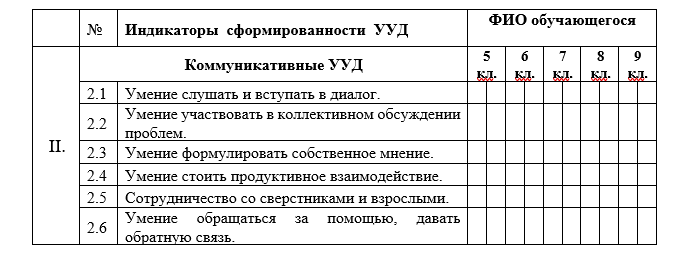 № Индикаторы сформированности УУД ФИО обучающегося
Коммуникативные УУД 5 кл. 6 кл. 7 кл. 8 кл. 9 кл.
II.
2.1 Умение слушать и вступать в диалог.
2.2 Умение участвовать в коллективном обсуждении
проблем.
2.3 Умение формулировать собственное мнение.
2.4 Умение стоить продуктивное взаимодействие.
2.5 Сотрудничество со сверстниками и взрослыми.
2.6 Умение обращаться за помощью, давать
обратную связь.